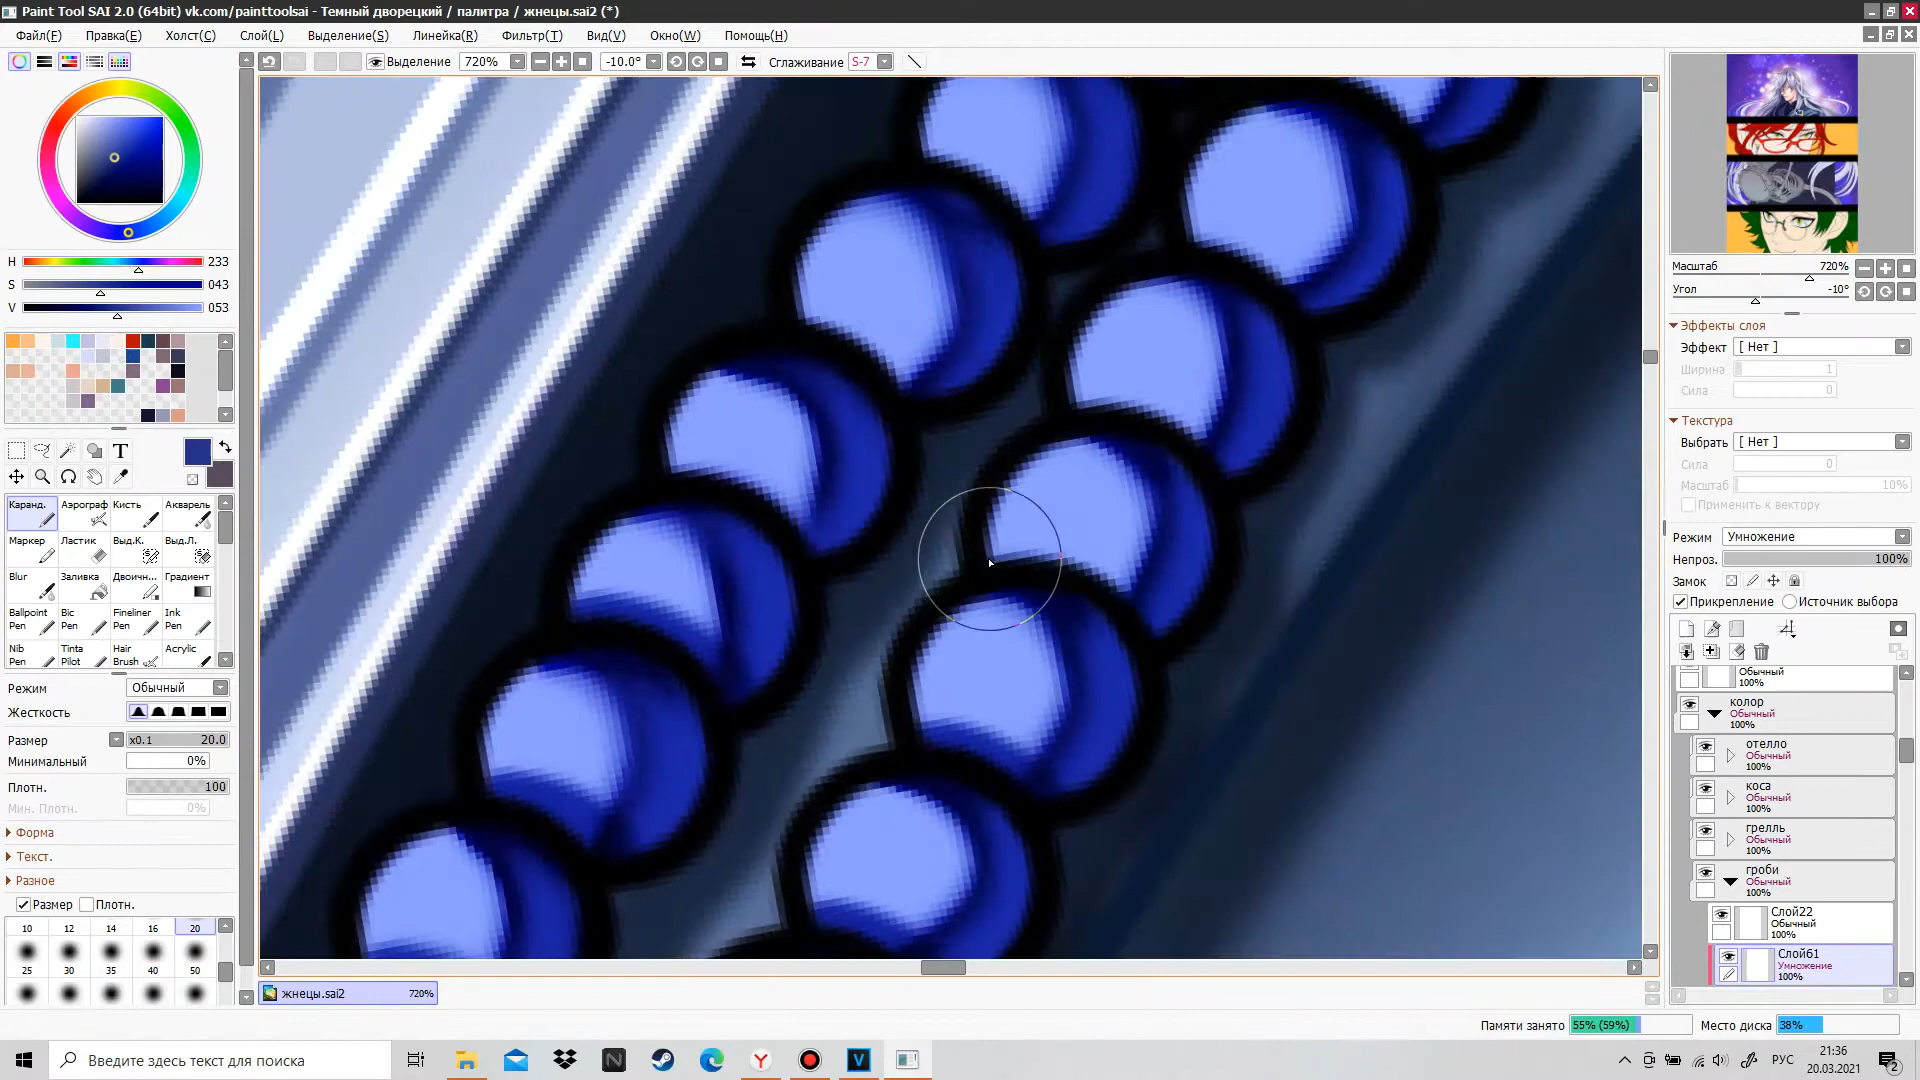 Paint Tool SAI 2.0 (64bit) vk.com/painttoolsai - Темный дворецкий / палитра / жнецы.sai2 (*)
Файл(F) Правка(E) Холст(C) Слой(L) Выделение(S) Линейка(R) Фильтр(T) Вид(V) Окно(W) Помощь(H)
Выделение 720% -10.0° Сглаживание S-7
H 233
S 043
V 053
T
Каранд. Аэрограф Кисть Акварель
Маркер Ластик Выд.К. Выд.Л.
Blur Заливка Двоичн... Градиент
Ballpoint Pen Bic Pen Fineliner Pen Ink Pen
Nib Pen Tinta Pilot Hair Brush Acrylic
Режим Обычный
Жесткость
Размер x0.1 20.0
Минимальный 0%
Плотн. 100
Мин. Плотн. 0%
Форма
Текст.
Разное
Размер Плотн.
10 12 14 16 20
25 30 35 40 50
жнецы.sai2 720%
Масштаб 720%
Угол -10°
Эффекты слоя
Эффект [ Нет ]
Ширина 1
Сила 0
Текстура
Выбрать [ Нет ]
Сила 0
Масштаб 10%
Применить к вектору
Режим Умножение
Непроз. 100%
Замок
Прикрепление Источник выбора
Обычный
100%
колор
Обычный
100%
отелло
Обычный
100%
коса
Обычный
100%
грелль
Обычный
100%
гроби
Обычный
100%
Слой22
Обычный
100%
Слой61
Умножение
100%
Памяти занято 55% (59%) Место диска 38%
Введите здесь текст для поиска
РУС
21:36
20.03.2021
2